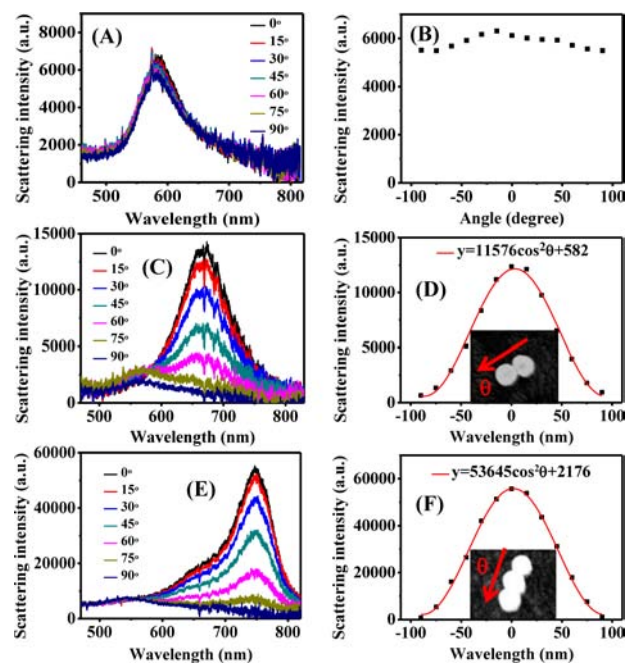 Scattering intensity (a.u.)
8000
6000
4000
2000
0
(A)
0°
15°
30°
45°
60°
75°
90°
500 600 700 800
Wavelength (nm)
Scattering intensity (a.u.)
6000
4000
2000
0
(B)
-100 -50 0 50 100
Angle (degree)
Scattering intensity (a.u.)
15000
10000
5000
0
(C)
0°
15°
30°
45°
60°
75°
90°
500 600 700 800
Wavelength (nm)
Scattering intensity (a.u.)
15000
10000
5000
0
y=11576cos²θ+582
(D)
θ
-100 -50 0 50 100
Wavelength (nm)
Scattering intensity (a.u.)
60000
40000
20000
0
(E)
0°
15°
30°
45°
60°
75°
90°
500 600 700 800
Wavelength (nm)
Scattering intensity (a.u.)
60000
40000
20000
0
y=53645cos²θ+2176
(F)
θ
-100 -50 0 50 100
Wavelength (nm)